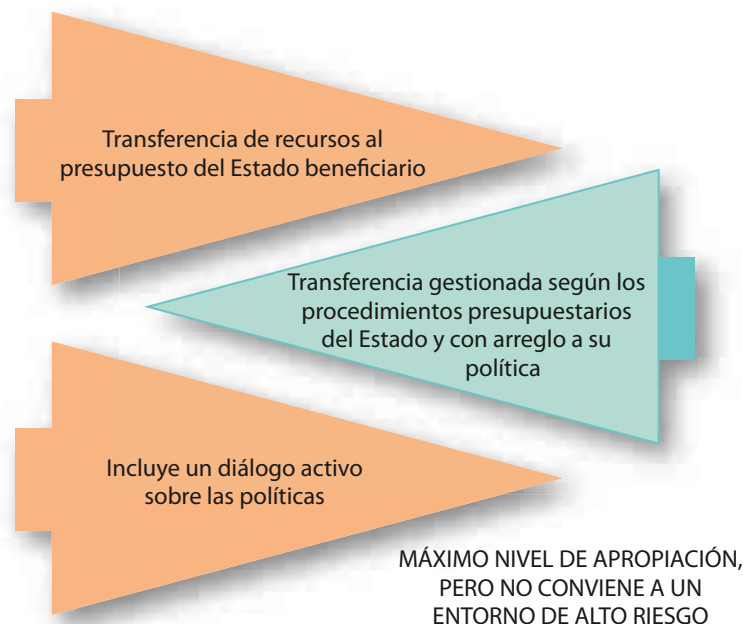 Transferencia de recursos al
presupuesto del Estado beneficiario
Transferencia gestionada según los
procedimientos presupuestarios
del Estado y con arreglo a su
política
Incluye un diálogo activo
sobre las políticas
MÁXIMO NIVEL DE APROPIACIÓN,
PERO NO CONVIENE A UN
ENTORNO DE ALTO RIESGO